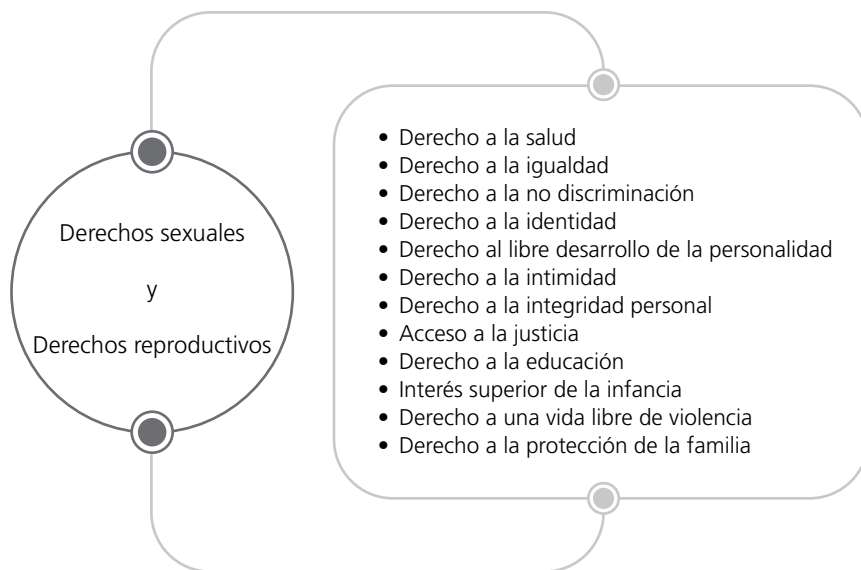 Derechos sexuales
y
Derechos reproductivos
• Derecho a la salud
• Derecho a la igualdad
• Derecho a la no discriminación
• Derecho a la identidad
• Derecho al libre desarrollo de la personalidad
• Derecho a la intimidad
• Derecho a la integridad personal
• Acceso a la justicia
• Derecho a la educación
• Interés superior de la infancia
• Derecho a una vida libre de violencia
• Derecho a la protección de la familia